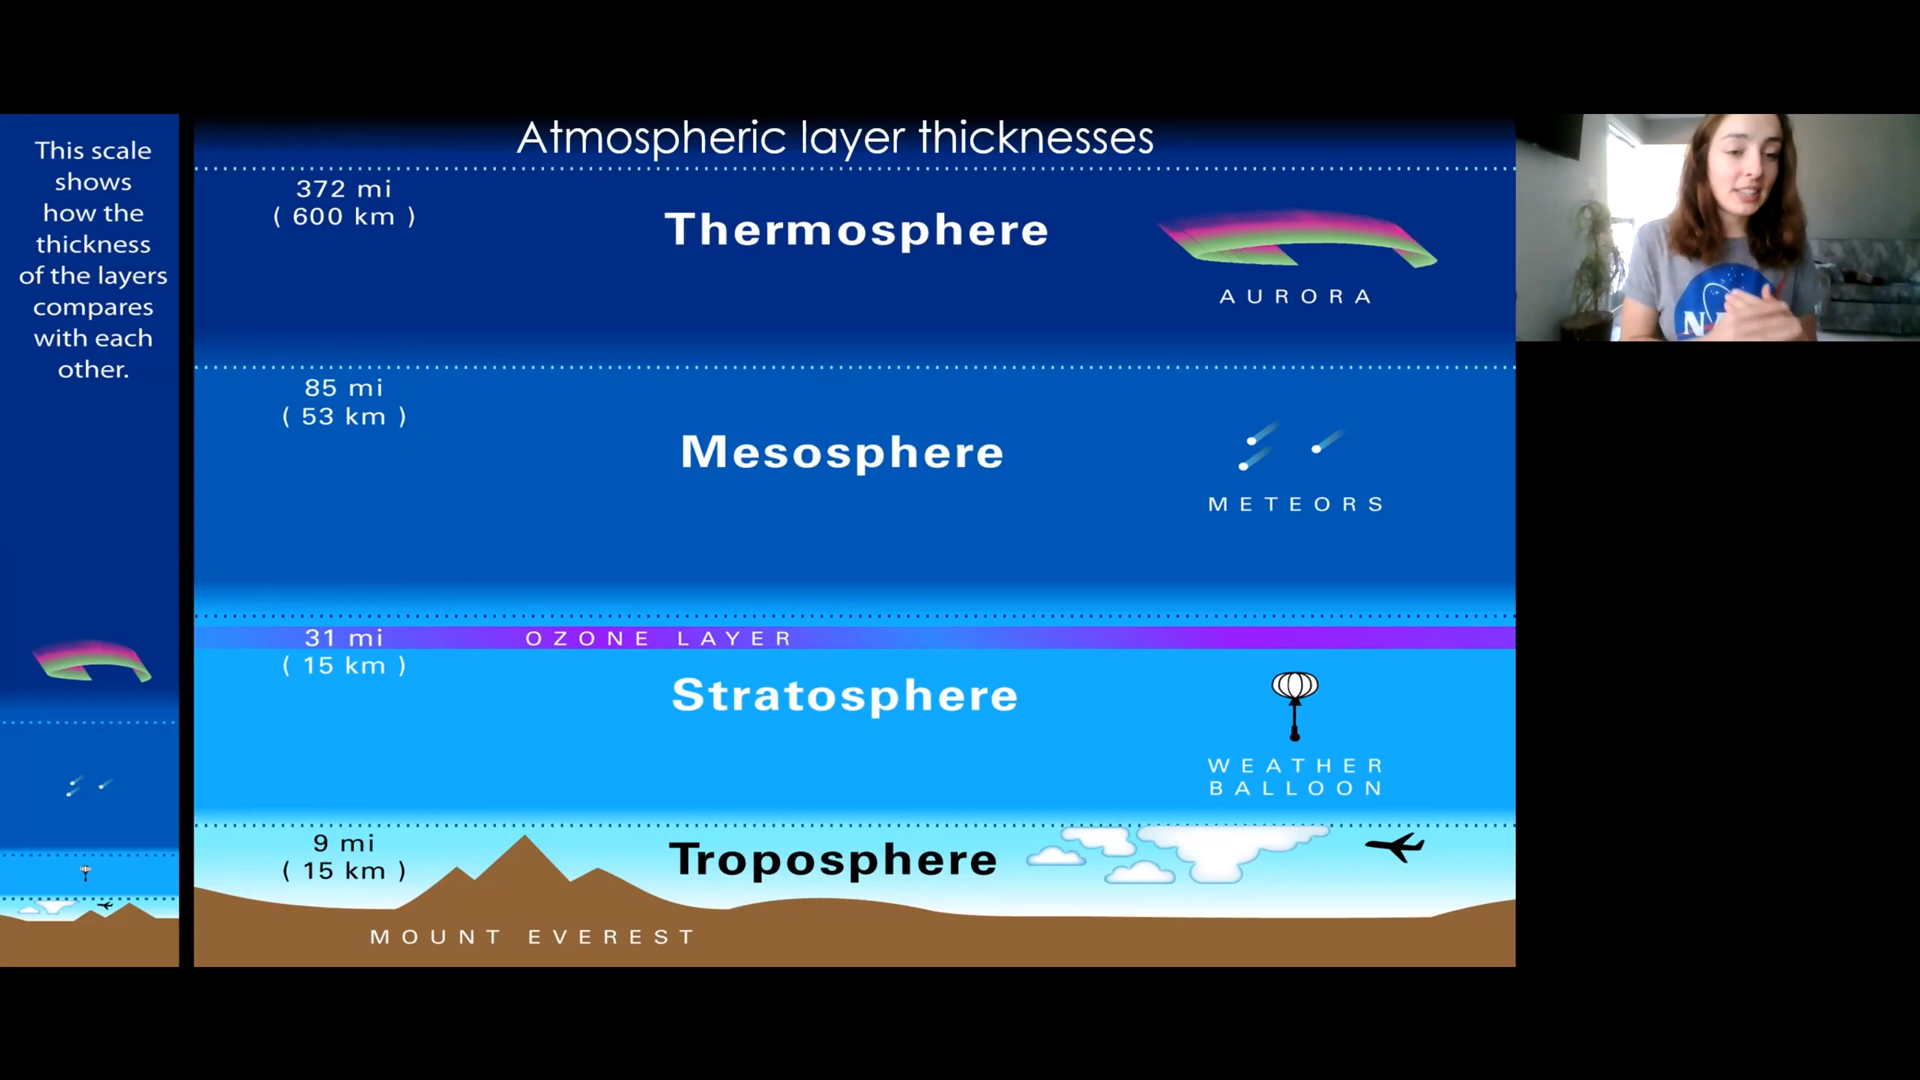 Atmospheric layer thicknesses
This scale
shows
how the
thickness
of the layers
compares
with each
other.
372 mi
( 600 km )
Thermosphere
AURORA
85 mi
( 53 km )
Mesosphere
METEORS
31 mi
( 15 km )
OZONE LAYER
Stratosphere
WEATHER
BALLOON
9 mi
( 15 km )
Troposphere
MOUNT EVEREST